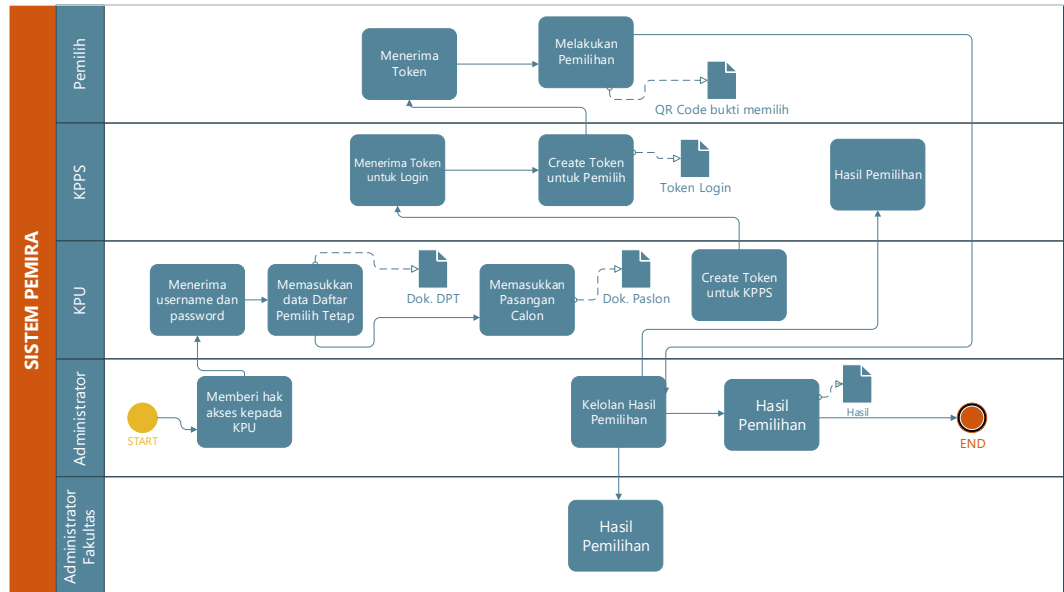 SISTEM PEMIRA
Pemilih
Menerima
Token
Melakukan
Pemilihan
QR Code bukti memilih
KPPS
Menerima Token
untuk Login
Create Token
untuk Pemilih
Token Login
Hasil Pemilihan
KPU
Menerima
username dan
password
Memasukkan
data Daftar
Pemilih Tetap
Dok. DPT
Memasukkan
Pasangan
Calon
Dok. Paslon
Create Token
untuk KPPS
Administrator
START
Memberi hak
akses kepada
KPU
Kelolan Hasil
Pemilihan
Hasil
Pemilihan
Hasil
END
Administrator
Fakultas
Hasil
Pemilihan